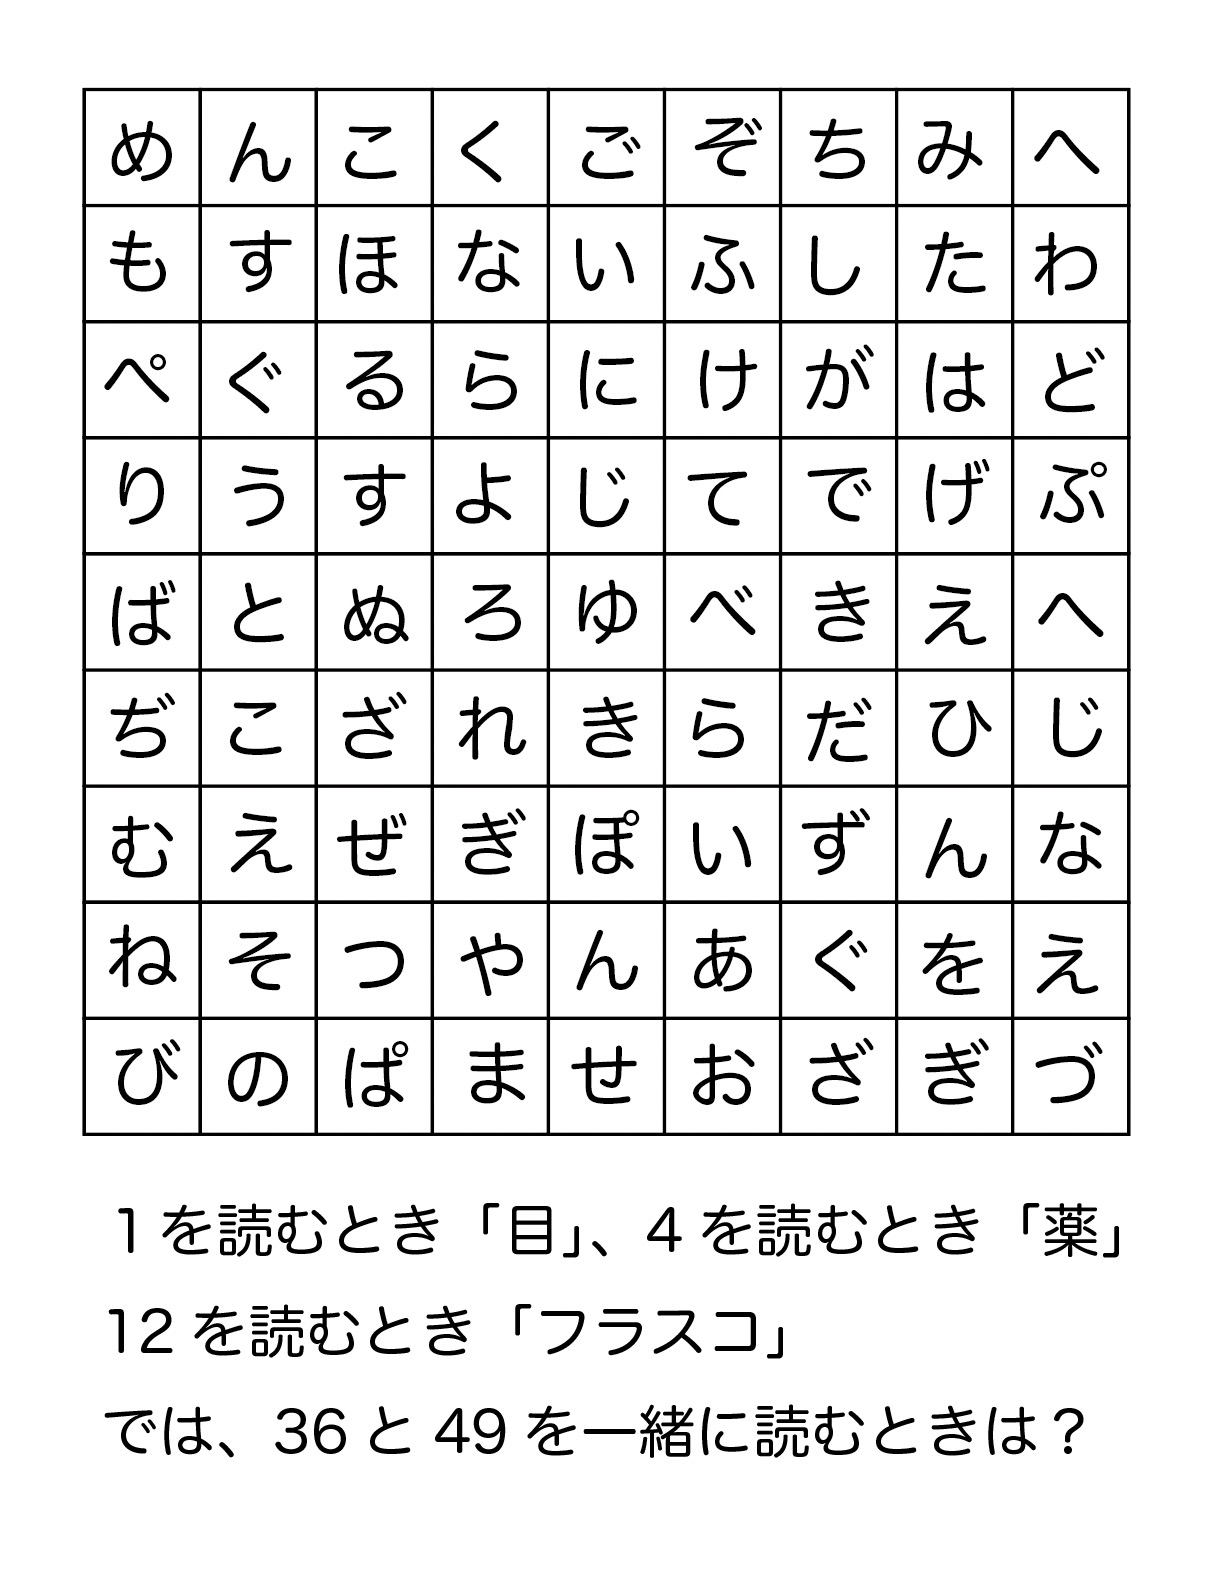 めんこくごぞちみへ
もすほないふしたわ
ぺぐるらにけがはど
りうすよじてでげぷ
ばとぬろゆべきえへ
ぢこざれきらだひじ
むえぜぎぽいずんな
ねそつやんあぐをえ
びのぱませおざぎづ
1を読むとき「目」、4を読むとき「薬」
12を読むとき「フラスコ」
では、36と49を一緒に読むときは？